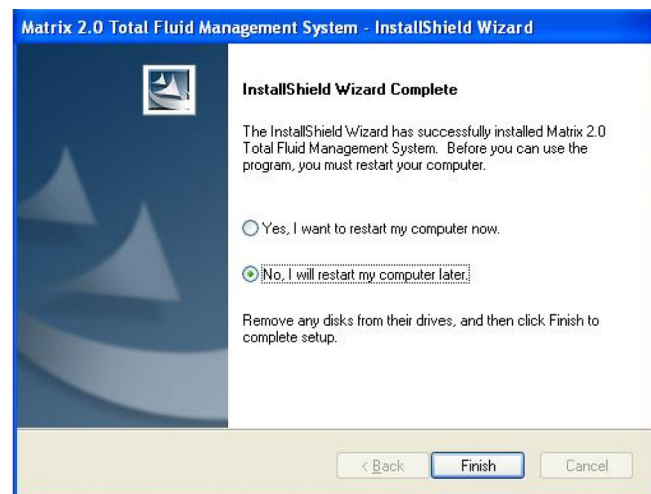 Matrix 2.0 Total Fluid Management System - InstallShield Wizard
InstallShield Wizard Complete
The InstallShield Wizard has successfully installed Matrix 2.0
Total Fluid Management System. Before you can use the
program, you must restart your computer.
Yes, I want to restart my computer now.
No, I will restart my computer later.
Remove any disks from their drives, and then click Finish to
complete setup.
< Back
Finish
Cancel